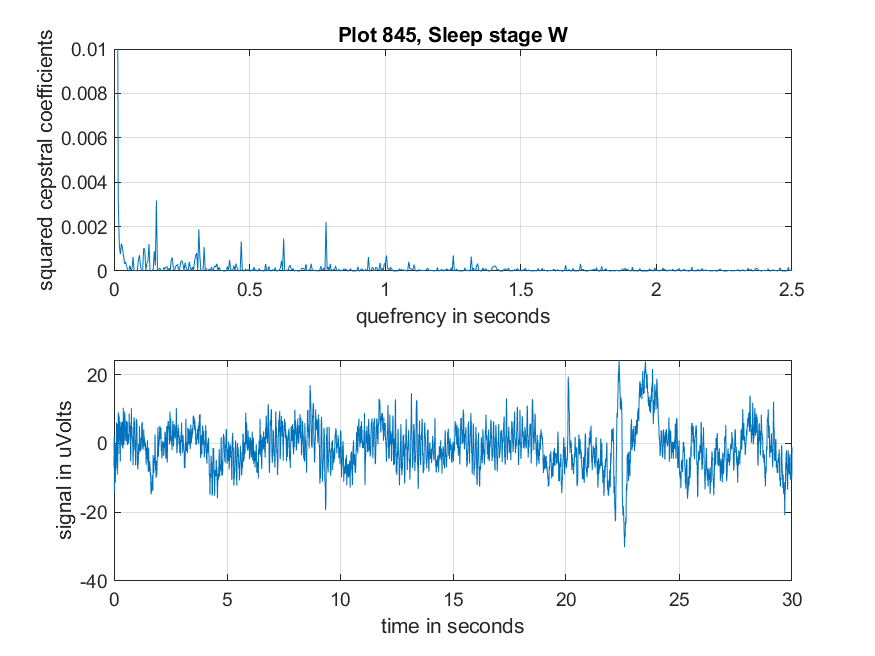 Plot 845, Sleep stage W
squared cepstral coefficients
0.01
0.008
0.006
0.004
0.002
0
0 0.5 1 1.5 2 2.5
quefrency in seconds
signal in uVolts
20
0
-20
-40
0 5 10 15 20 25 30
time in seconds